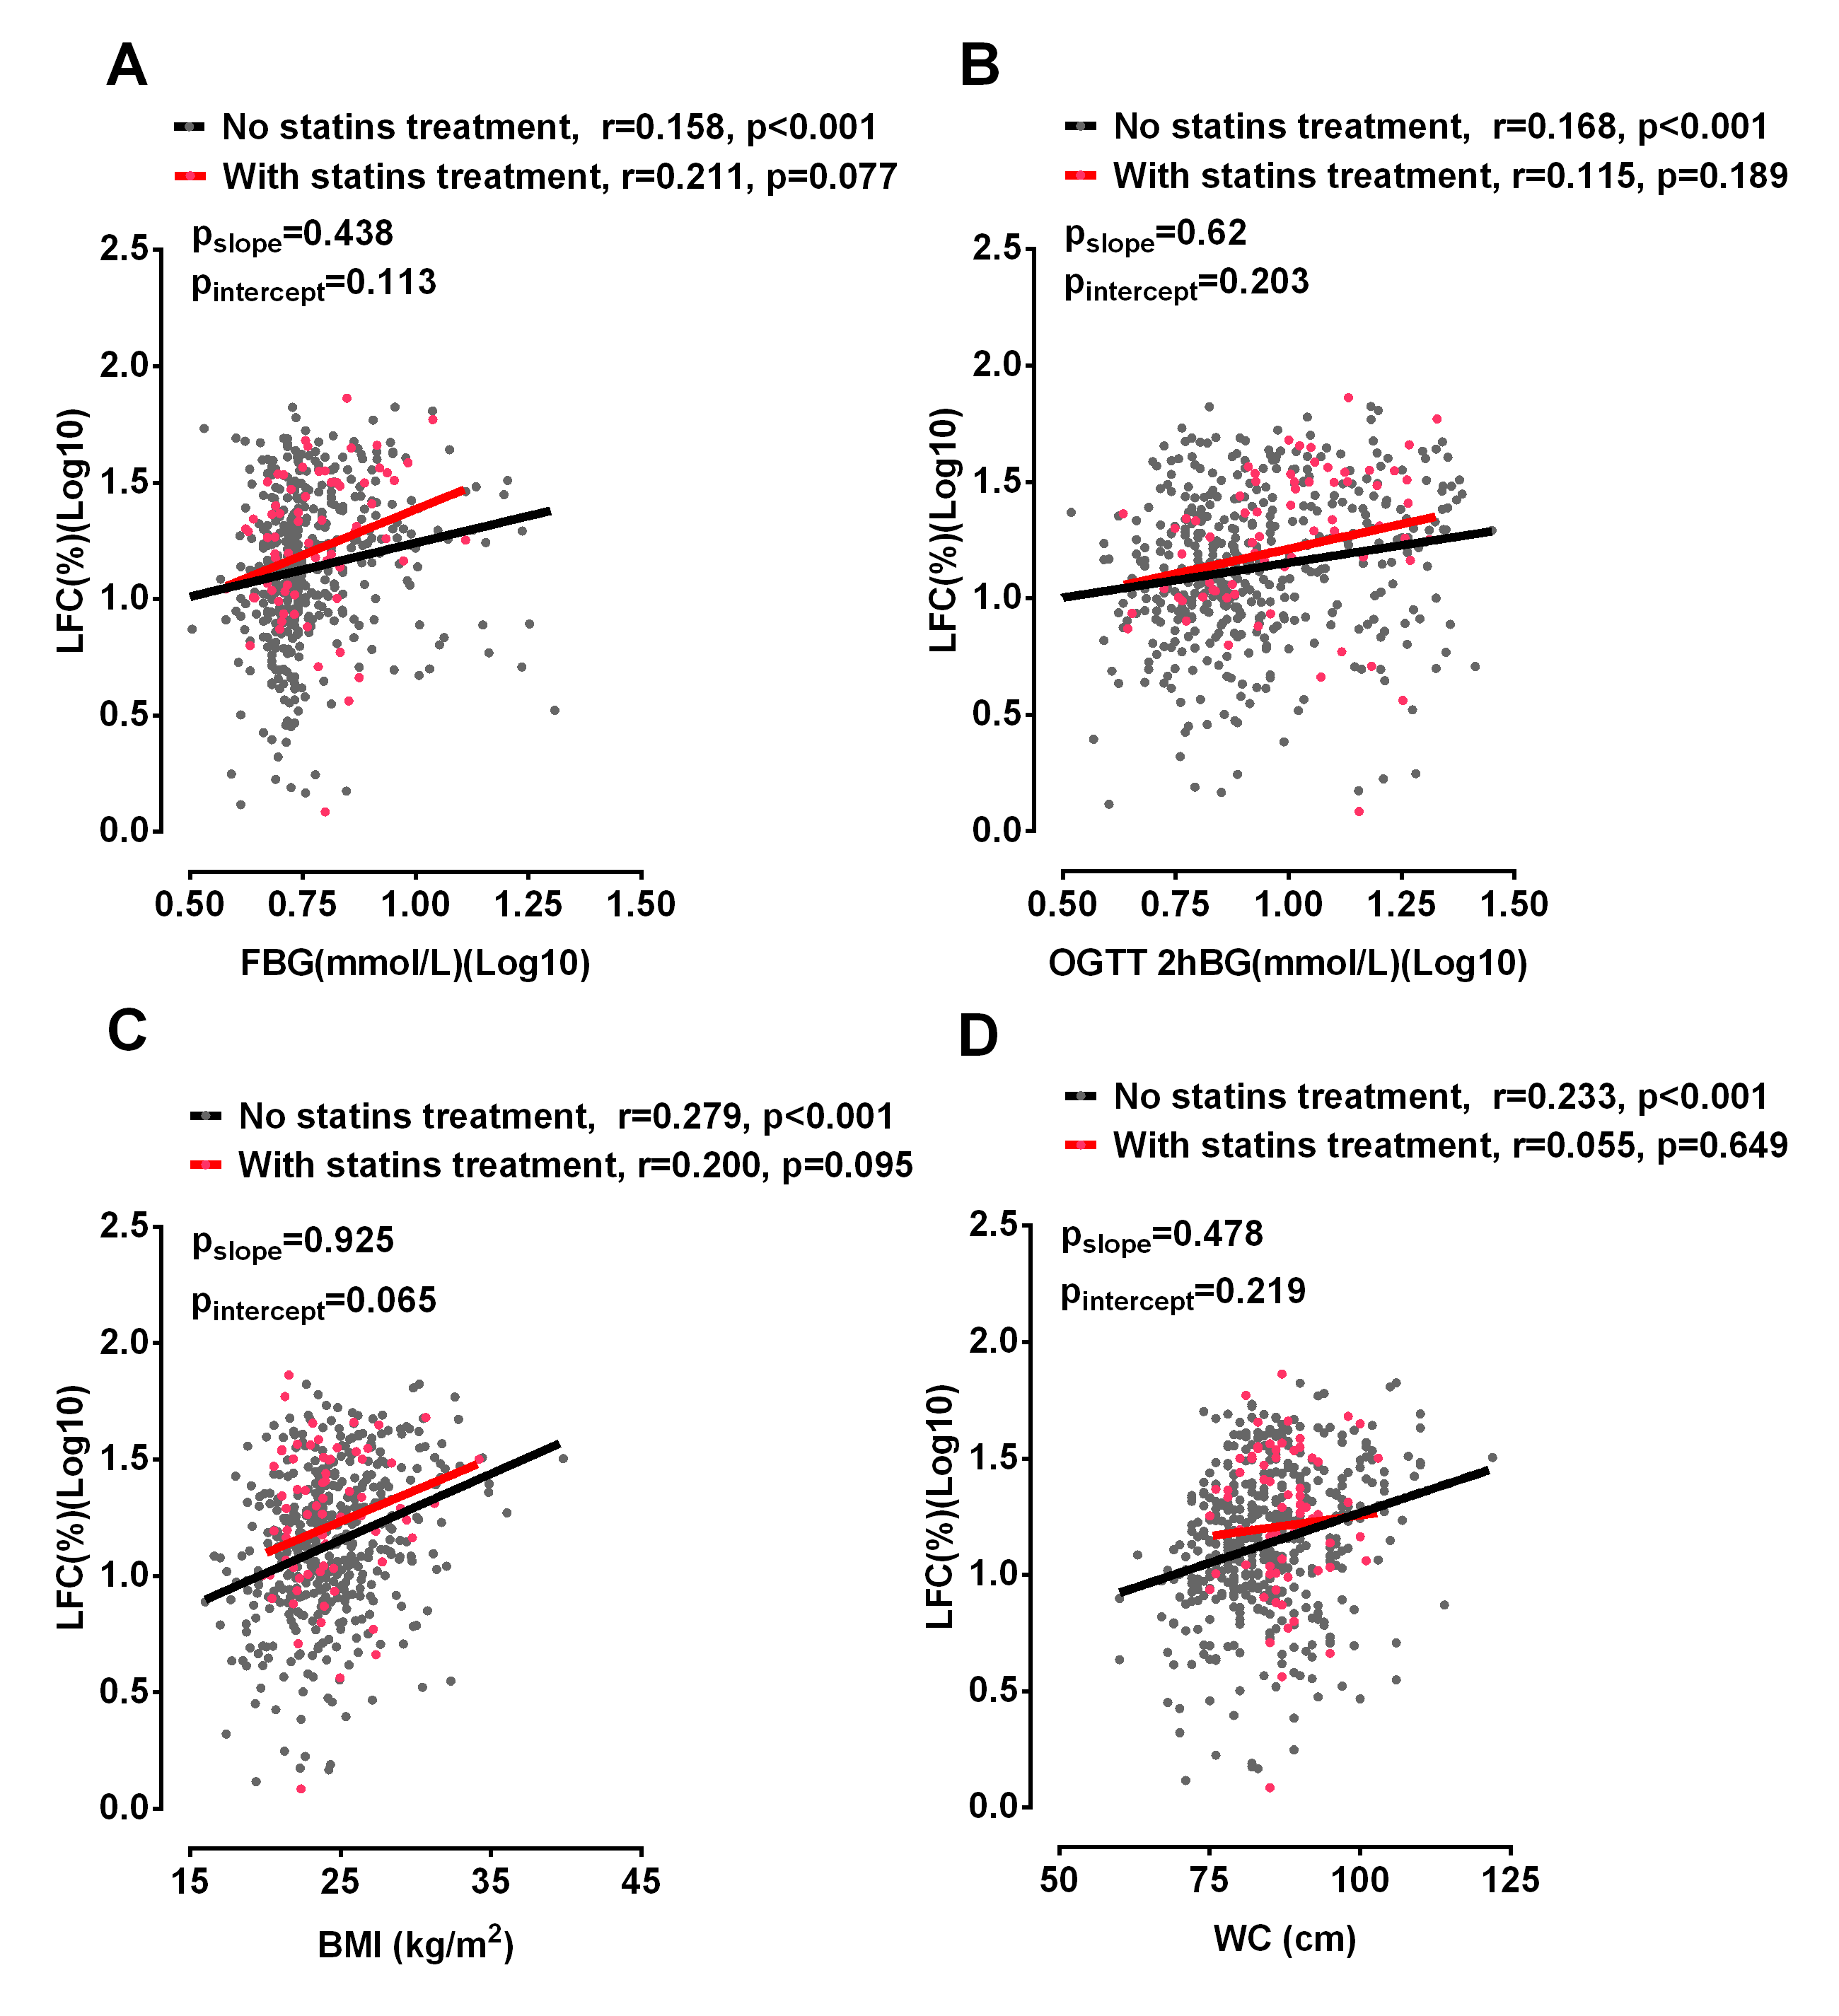 A
No statins treatment, r=0.158, p<0.001
With statins treatment, r=0.211, p=0.077
pslope=0.438
pintercept=0.113
2.5
2.0
1.5
1.0
0.5
0.0
LFC(%)(Log10)
0.50 0.75 1.00 1.25 1.50
FBG(mmol/L)(Log10)
B
No statins treatment, r=0.168, p<0.001
With statins treatment, r=0.115, p=0.189
pslope=0.62
pintercept=0.203
2.5
2.0
1.5
1.0
0.5
0.0
LFC(%)(Log10)
0.50 0.75 1.00 1.25 1.50
OGTT 2hBG(mmol/L)(Log10)
C
No statins treatment, r=0.279, p<0.001
With statins treatment, r=0.200, p=0.095
pslope=0.925
pintercept=0.065
2.5
2.0
1.5
1.0
0.5
0.0
LFC(%)(Log10)
15 25 35 45
BMI (kg/m²)
D
No statins treatment, r=0.233, p<0.001
With statins treatment, r=0.055, p=0.649
pslope=0.478
pintercept=0.219
2.5
2.0
1.5
1.0
0.5
0.0
LFC(%)(Log10)
50 75 100 125
WC (cm)